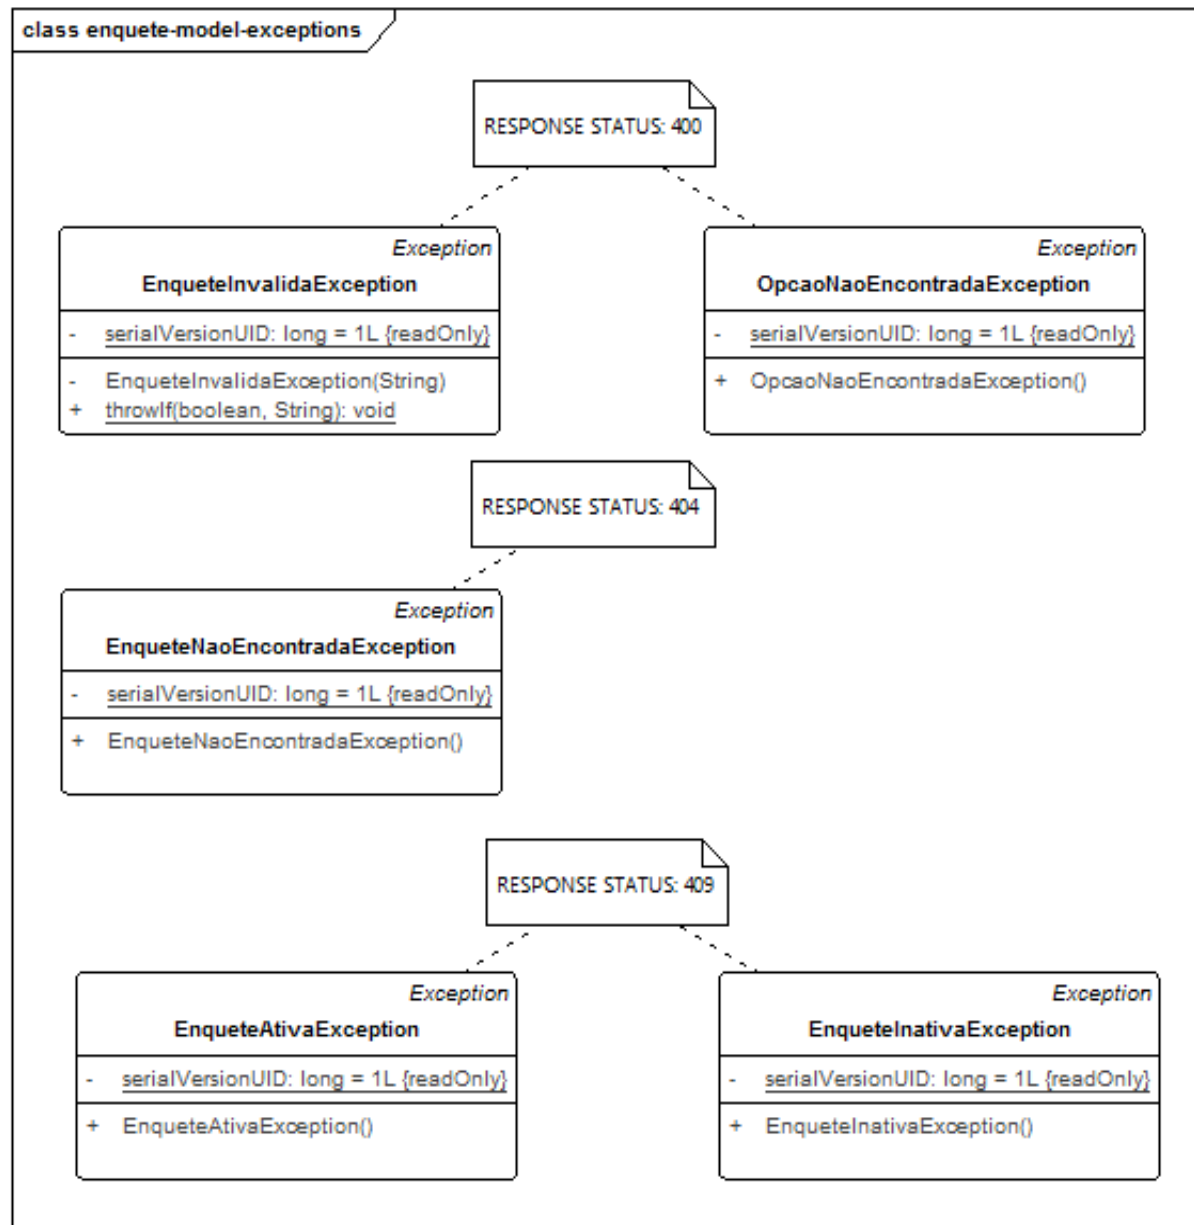 class enquete-model-exceptions
RESPONSE STATUS: 400
Exception
EnqueteInvalidaException
- serialVersionUID: long = 1L {readOnly}
- EnqueteInvalidaException(String)
+ throwIf(boolean, String): void
Exception
OpcaoNaoEncontradaException
- serialVersionUID: long = 1L {readOnly}
+ OpcaoNaoEncontradaException()
RESPONSE STATUS: 404
Exception
EnqueteNaoEncontradaException
- serialVersionUID: long = 1L {readOnly}
+ EnqueteNaoEncontradaException()
RESPONSE STATUS: 409
Exception
EnqueteAtivaException
- serialVersionUID: long = 1L {readOnly}
+ EnqueteAtivaException()
Exception
EnqueteInativaException
- serialVersionUID: long = 1L {readOnly}
+ EnqueteInativaException()